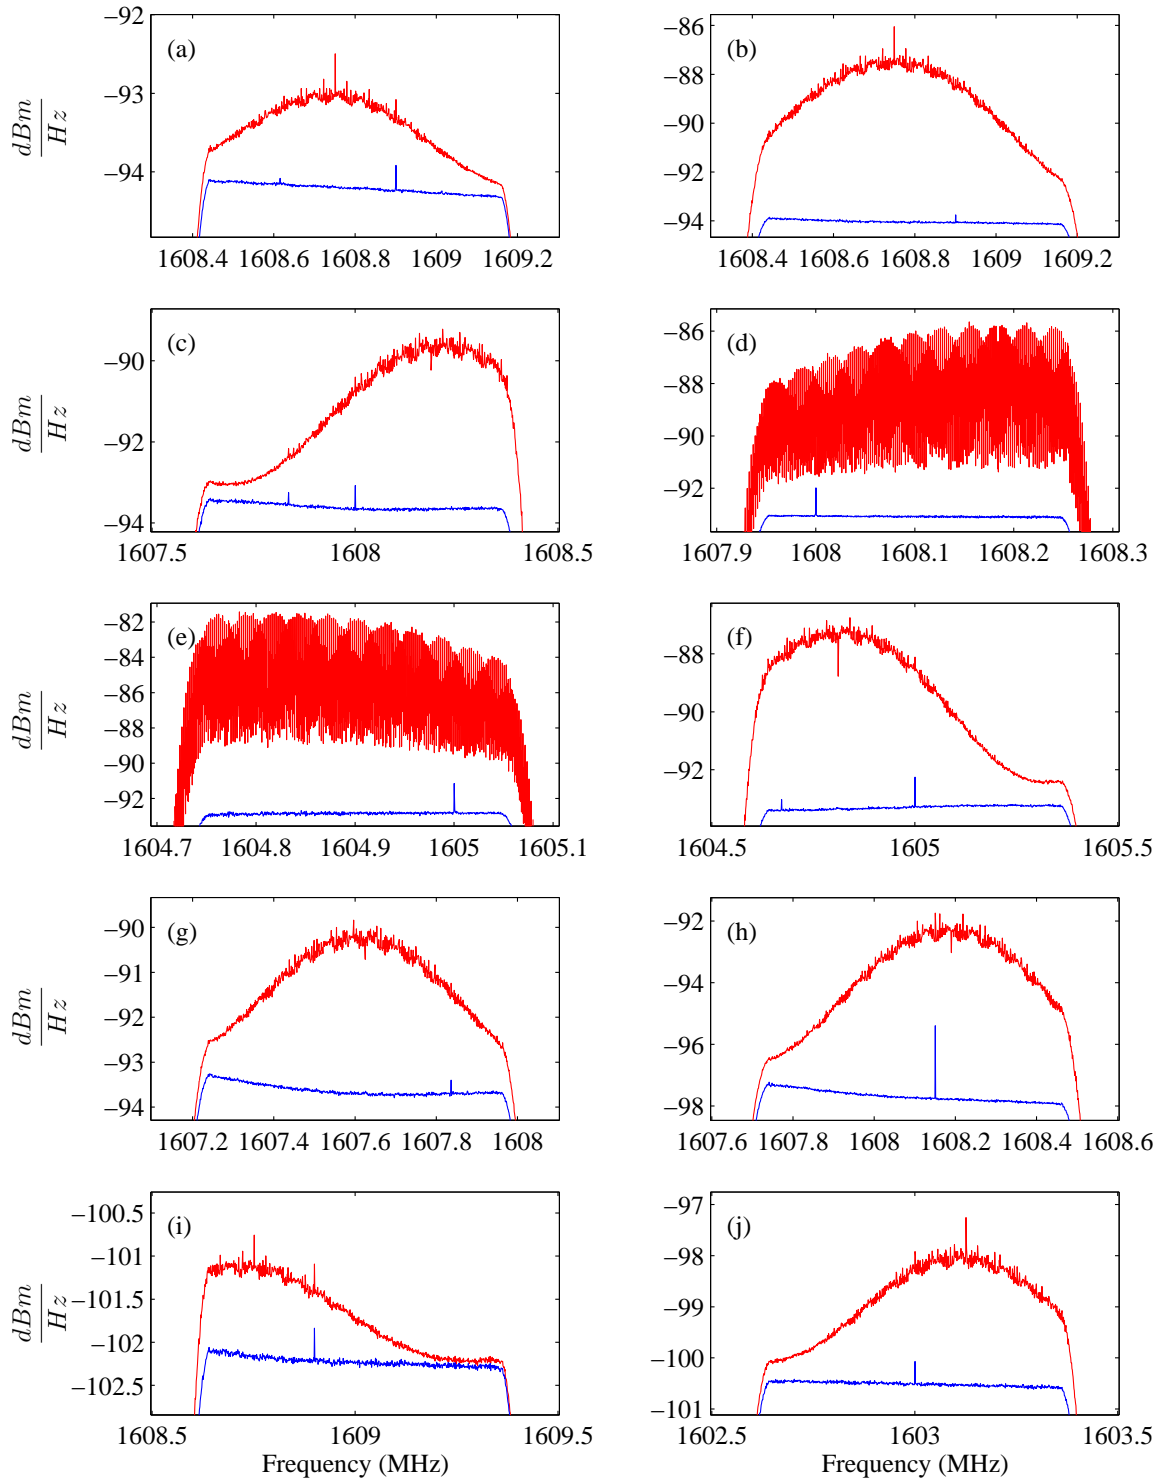 −92
−93
−94
(a)
dBm
Hz
1608.4 1608.6 1608.8 1609 1609.2
−86
−88
−90
−92
−94
(b)
1608.4 1608.6 1608.8 1609 1609.2
−90
−92
−94
(c)
dBm
Hz
1607.5 1608 1608.5
−86
−88
−90
−92
(d)
1607.9 1608 1608.1 1608.2 1608.3
−82
−84
−86
−88
−90
−92
(e)
dBm
Hz
1604.7 1604.8 1604.9 1605 1605.1
−88
−90
−92
(f)
1604.5 1605 1605.5
−90
−91
−92
−93
−94
(g)
dBm
Hz
1607.2 1607.4 1607.6 1607.8 1608
−92
−94
−96
−98
(h)
1607.6 1607.8 1608 1608.2 1608.4 1608.6
−100.5
−101
−101.5
−102
−102.5
(i)
dBm
Hz
1608.5 1609 1609.5
Frequency (MHz)
−97
−98
−99
−100
−101
(j)
1602.5 1603 1603.5
Frequency (MHz)